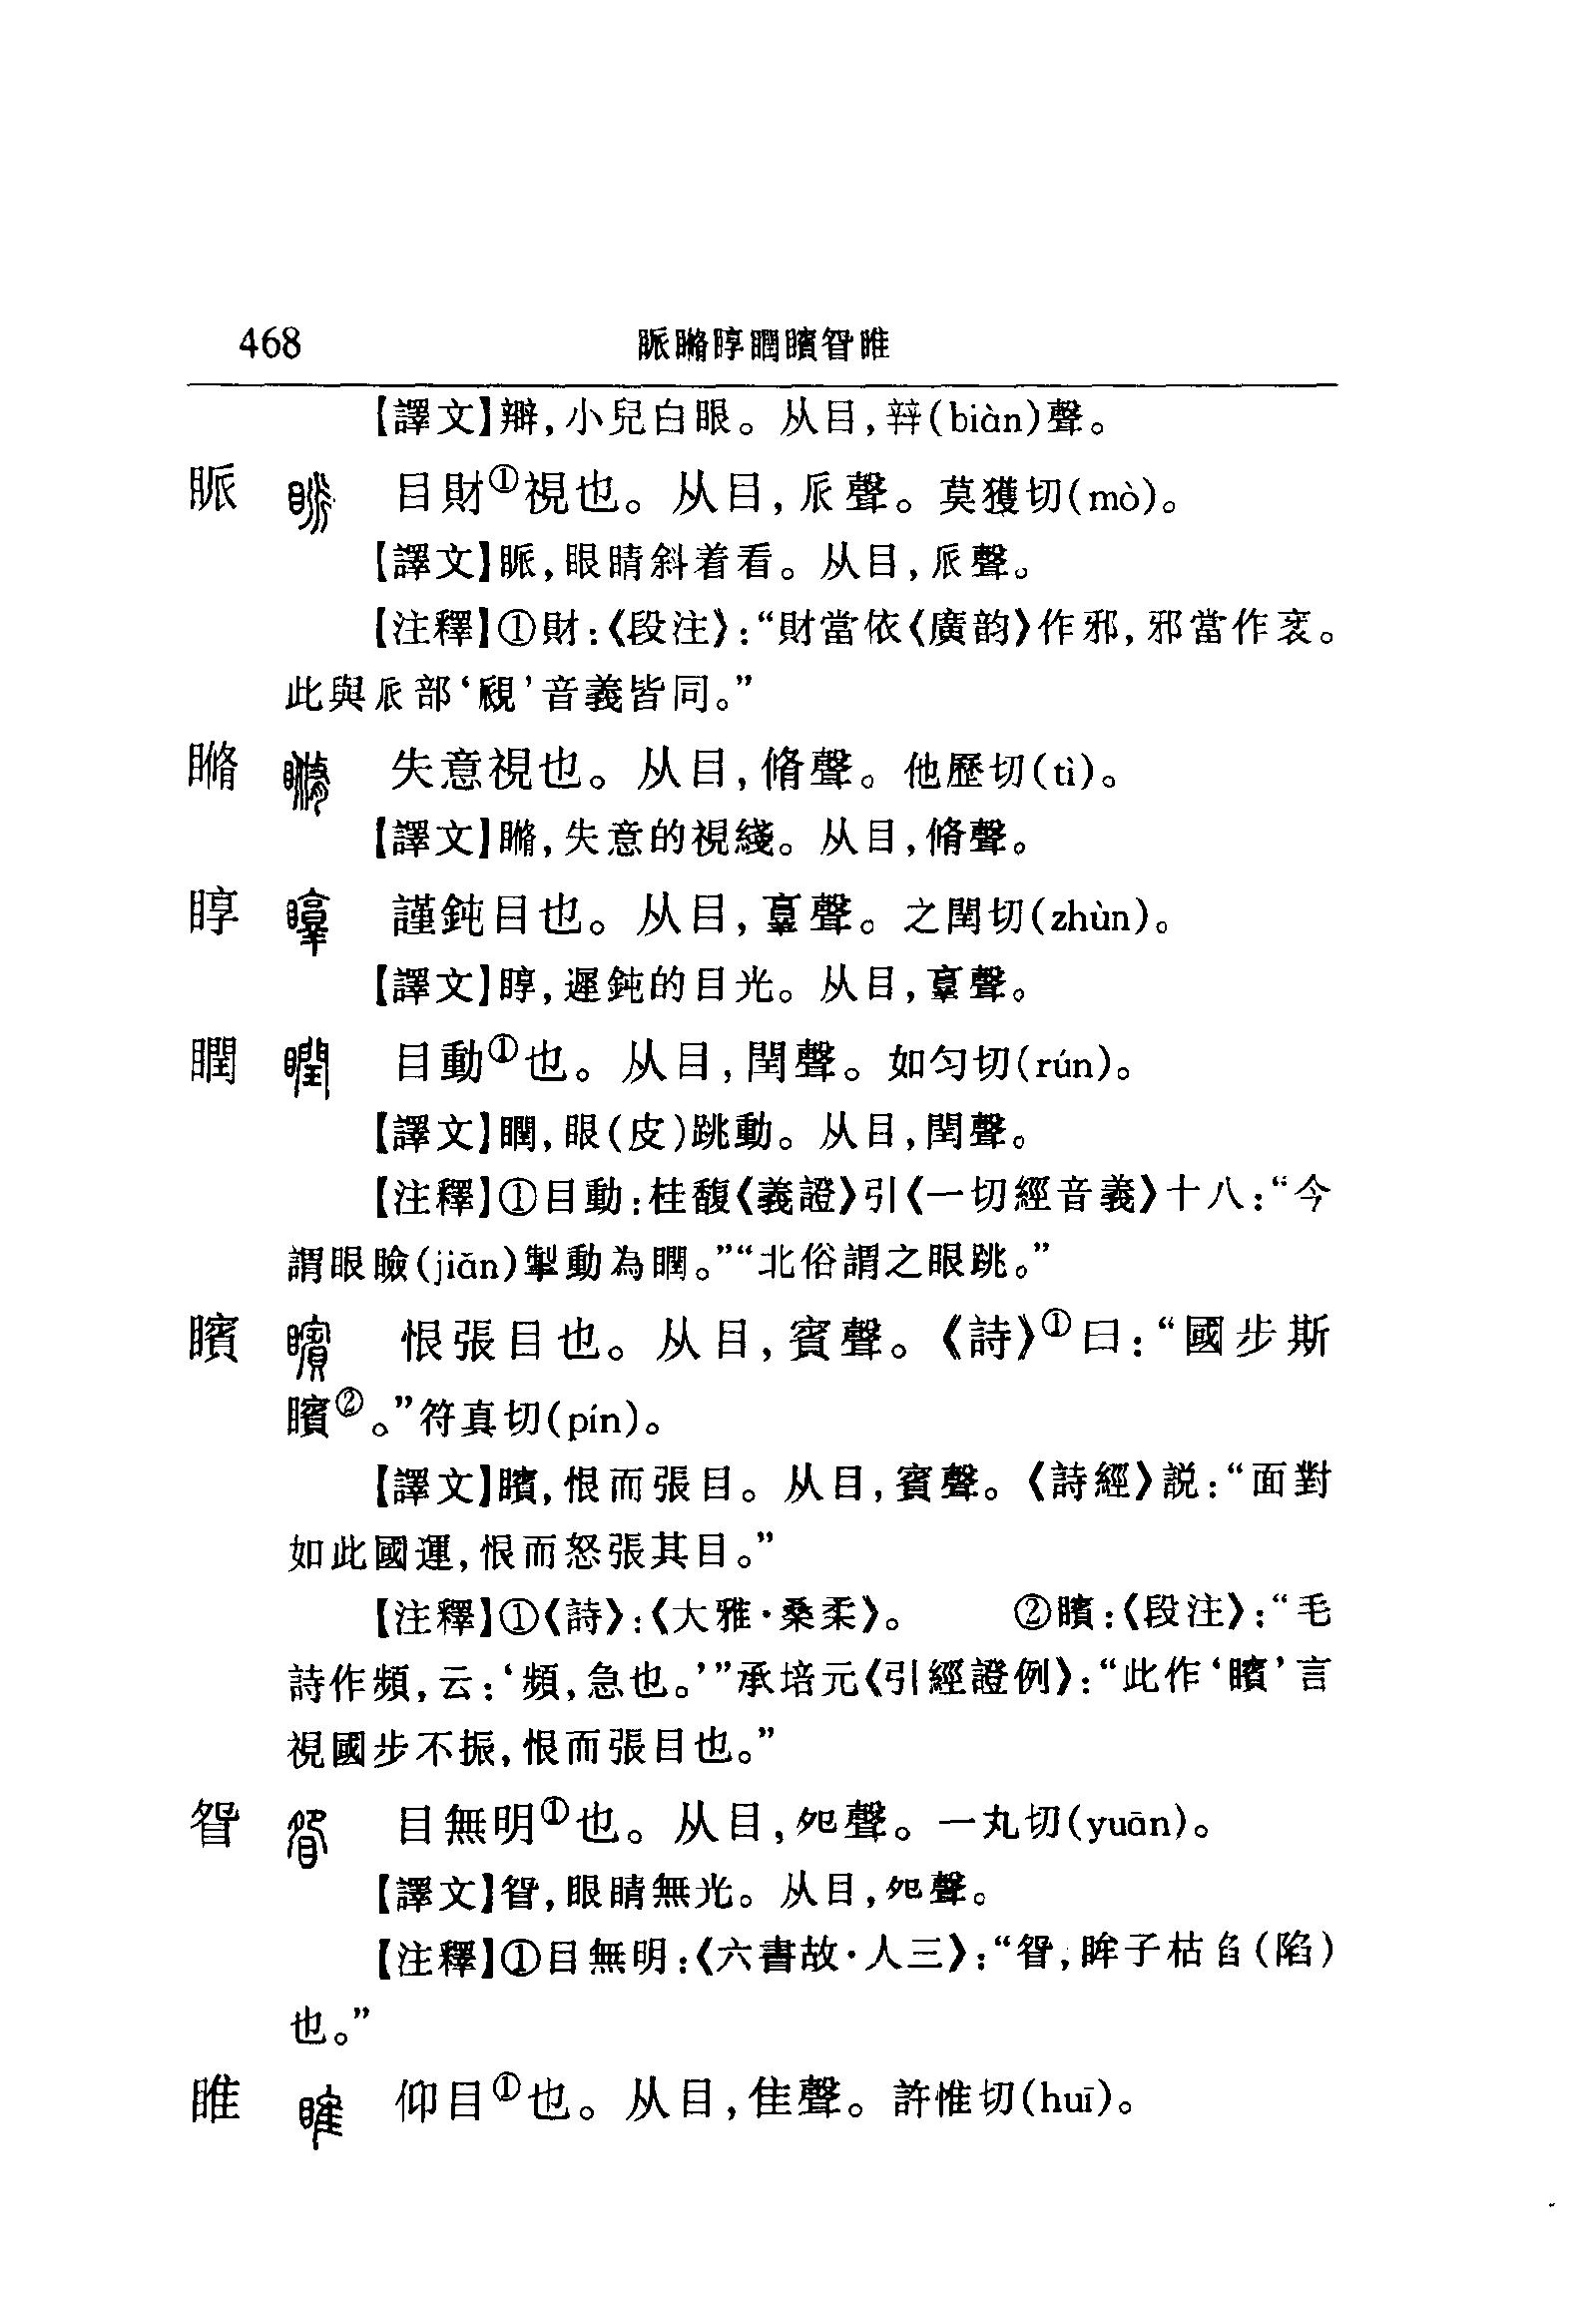 468 䀛䁴䀯瞤矉眢睢
【譯文】瓣,小兒白眼。从目,辡(biàn)聲。
䀛 目財①視也。从目,𠂢聲。莫獲切(mò)。
【譯文】䀛,眼睛斜着看。从目,𠂢聲。
【注釋】①財:《段注》:“財當依《廣韵》作邪,邪當作衺。
此與𠂢部‘覛’音義皆同。”
䁴 失意視也。从目,脩聲。他歷切(tì)。
【譯文】䁴,失意的視綫。从目,脩聲。
啍 謹鈍目也。从目,𦎫聲。之閏切(zhùn)。
【譯文】,遲鈍的目光。从目,𦎫聲。
瞤 目動①也。从目,閏聲。如匀切(rún)。
【譯文】瞤,眼(皮)跳動。从目,閏聲。
【注釋】①目動:桂馥《義證》引《一切經音義》十八:“今
謂眼瞼(jiǎn)掣動為瞤。”“北俗謂之眼跳。”
矉 恨張目也。从目,賓聲。《詩》①曰:“國步斯
矉②。”符真切(pín)。
【譯文】矉,恨而張目。从目,賓聲。《詩經》説:“面對
如此國運,恨而怒張其目。”
【注釋】①《詩》:《大雅·桑柔》。 ②矉:《段注》:“毛
詩作頻,云:‘頻,急也。’”承培元《引經證例》:“此作‘矉’言
視國步不振,恨而張目也。”
眢 目無明①也。从目,夗聲。一丸切(yuān)。
【譯文】眢,眼睛無光。从目,夗聲。
【注釋】①目無明:《六書故·人三》:“眢,眸子枯臽(陷)
也。”
睢 仰目①也。从目,隹聲。許惟切(huī)。